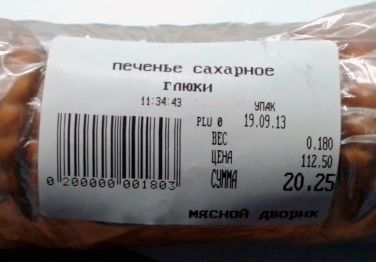 печенье сахарное
глюки
11:34:43
УПАК
PLU 0 19.09.13
ВЕС 0.180
ЦЕНА 112.50
СУММА 20.25
0 200000 001803
мясной дворик